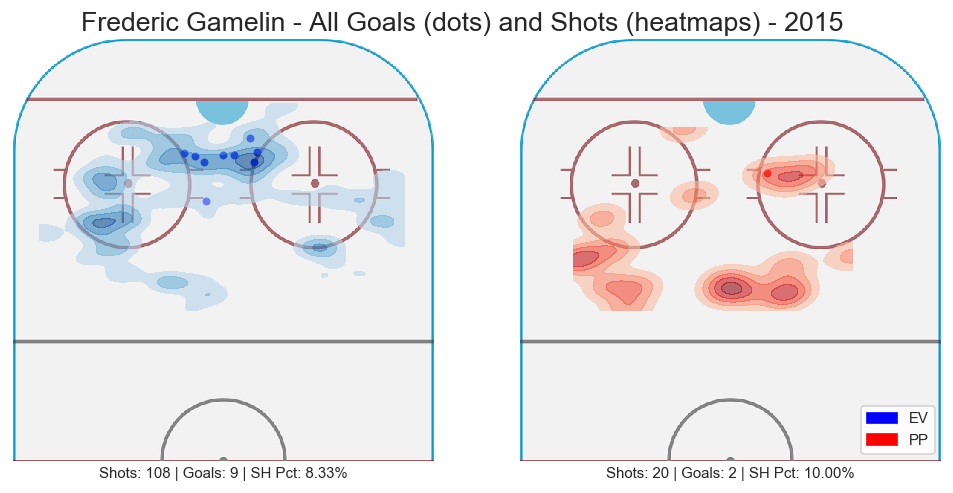 Frederic Gamelin - All Goals (dots) and Shots (heatmaps) - 2015
EV
PP
Shots: 108 | Goals: 9 | SH Pct: 8.33%
Shots: 20 | Goals: 2 | SH Pct: 10.00%